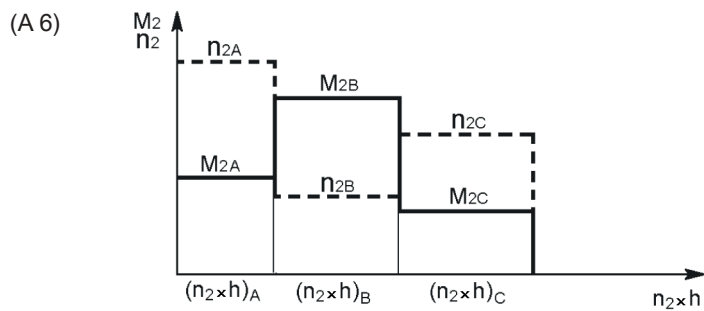 (A 6)
M2
n2
n2A
M2B
n2C
M2A
n2B
M2C
(n2×h)A
(n2×h)B
(n2×h)C
n2×h